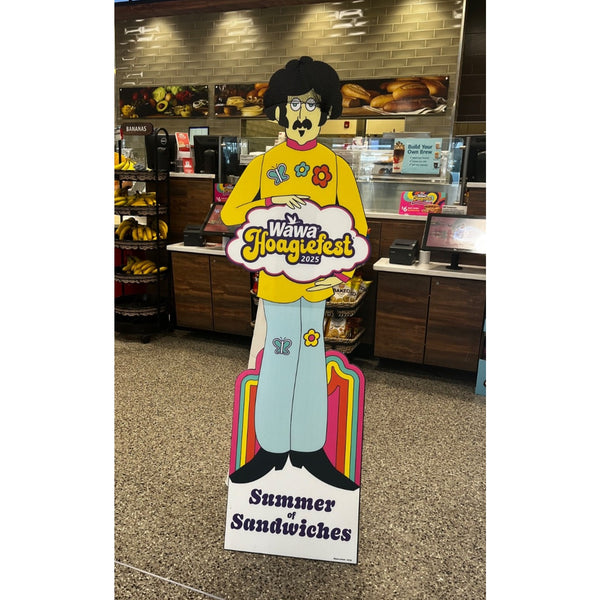 BANANAS
Build Your
Own Brew
Wawa
Hoagiefest
2025
Summer
of
Sandwiches